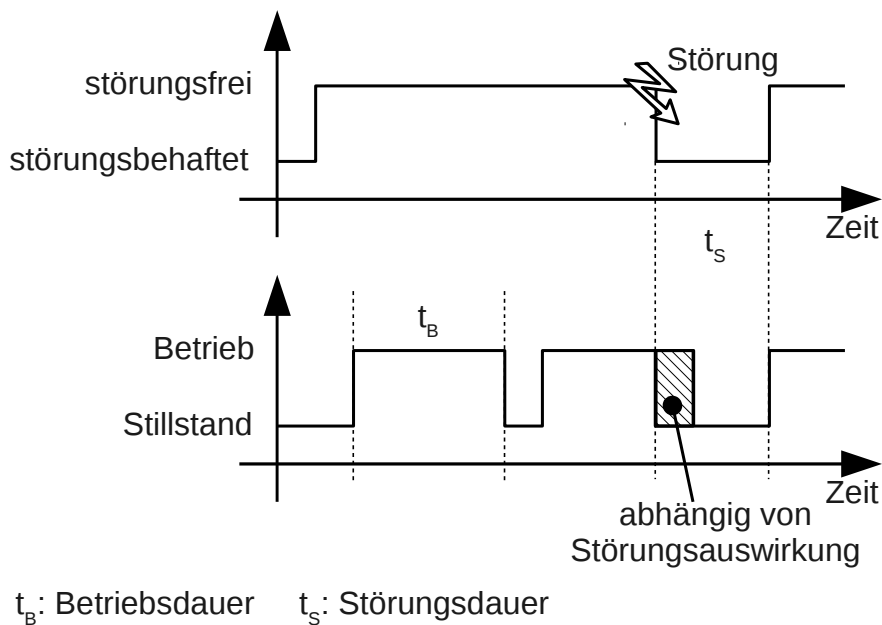 Störung
störungsfrei
störungsbehaftet
Zeit
tS
tB
Betrieb
Stillstand
Zeit
abhängig von
Störungsauswirkung
tB: Betriebsdauer tS: Störungsdauer